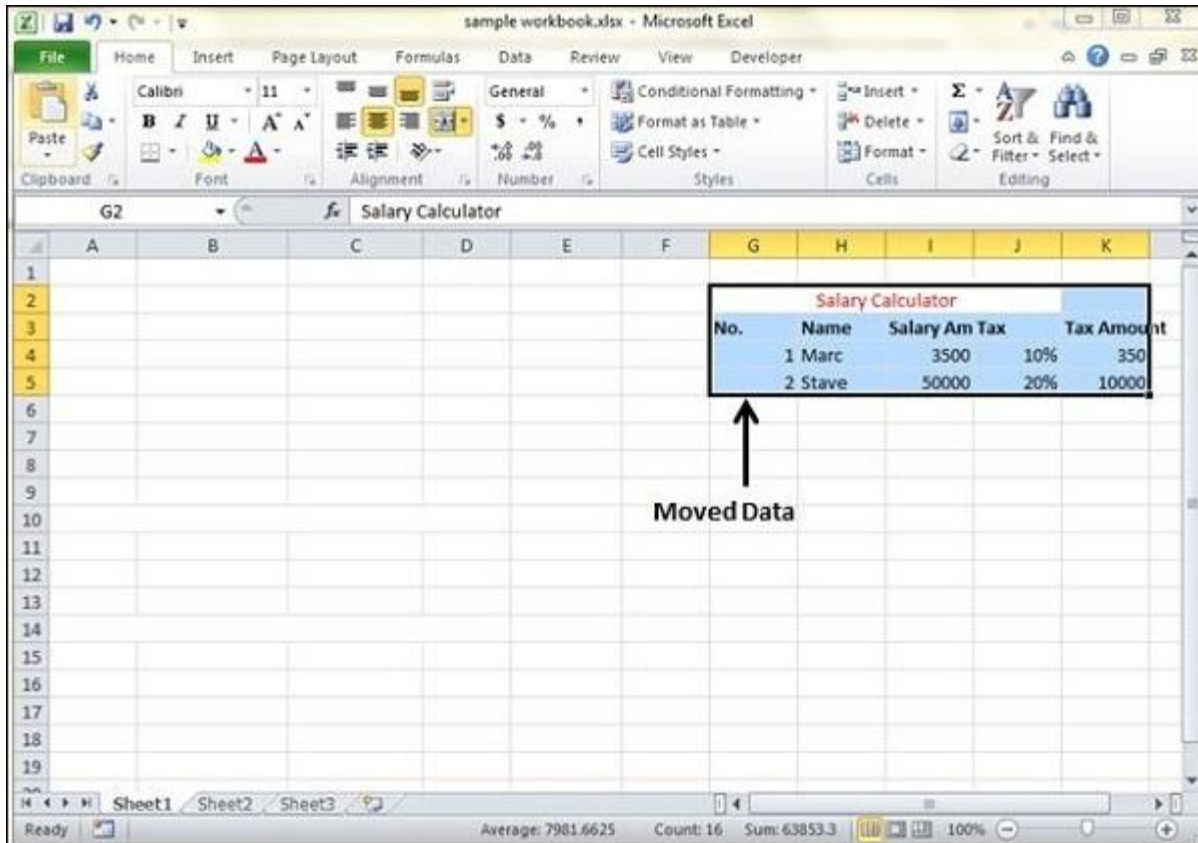 sample workbook.xlsx - Microsoft Excel
File Home Insert Page Layout Formulas Data Review View Developer
Paste
Calibri 11
B I U A A
A
General
$ % ,
Conditional Formatting
Format as Table
Cell Styles
Insert
Delete
Format
Σ
Sort & Filter
Find & Select
Clipboard Font Alignment Number Styles Cells Editing
G2 fx Salary Calculator
A B C D E F G H I J K
1
2 Salary Calculator
3 No. Name Salary Am Tax Tax Amount
4 1 Marc 3500 10% 350
5 2 Stave 50000 20% 10000
6
7
8
9
Moved Data
10
11
12
13
14
15
16
17
18
19
Sheet1 Sheet2 Sheet3
Ready Average: 7981.6625 Count: 16 Sum: 63853.3 100%